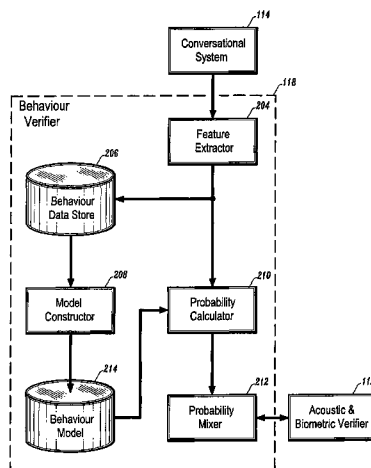 114
Conversational
System
118
Behaviour
Verifier
204
Feature
Extractor
206
Behaviour
Data Store
208
Model
Constructor
210
Probability
Calculator
214
Behaviour
Model
212
Probability
Mixer
Acoustic &
Biometric Verifier